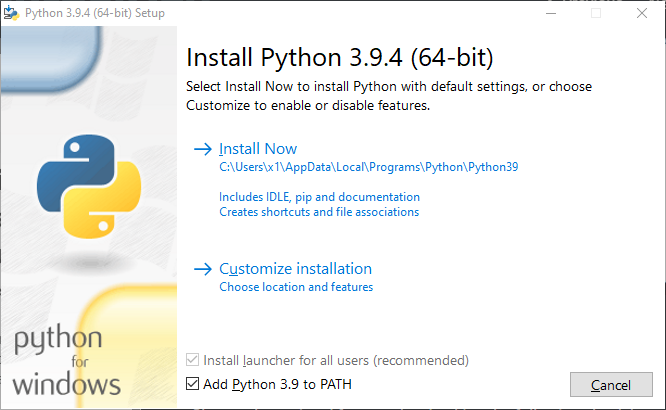 Python 3.9.4 (64-bit) Setup
Install Python 3.9.4 (64-bit)
Select Install Now to install Python with default settings, or choose
Customize to enable or disable features.
Install Now
C:\Users\x1\AppData\Local\Programs\Python\Python39
Includes IDLE, pip and documentation
Creates shortcuts and file associations
Customize installation
Choose location and features
python
for
windows
Install launcher for all users (recommended)
Add Python 3.9 to PATH
Cancel